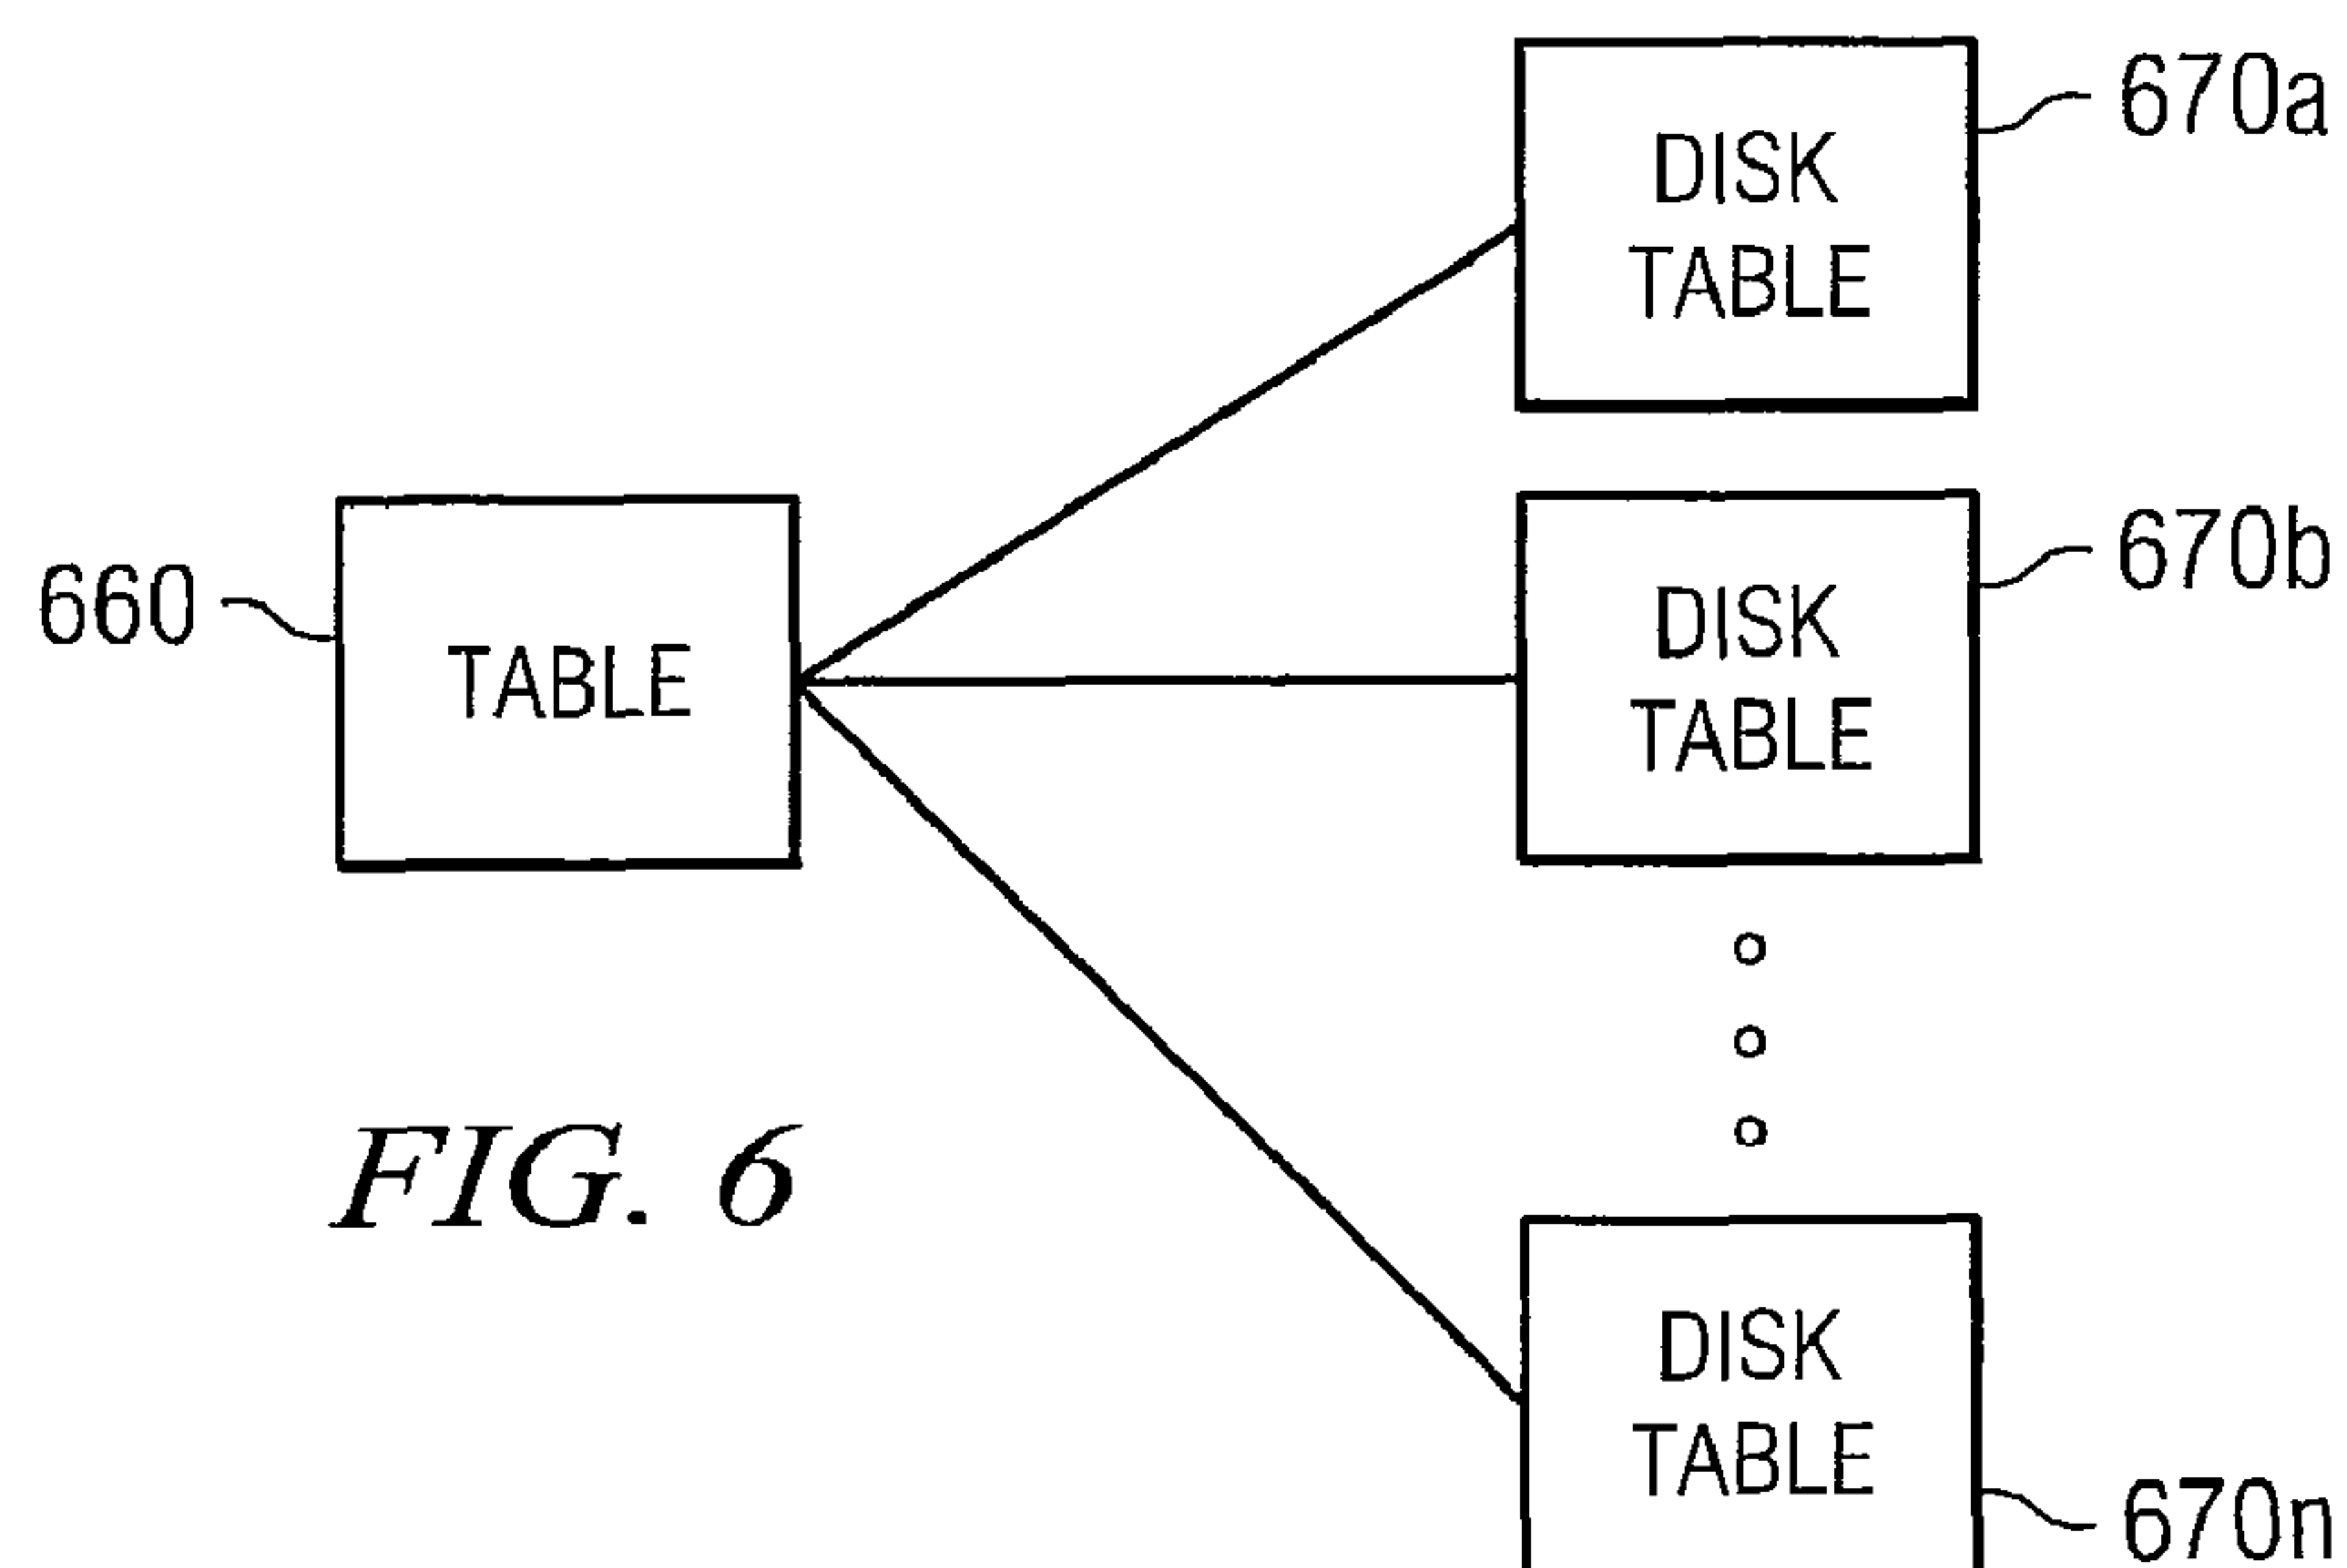 670a
DISK
TABLE
670b
660
DISK
TABLE
TABLE
FIG. 6
DISK
TABLE
670n